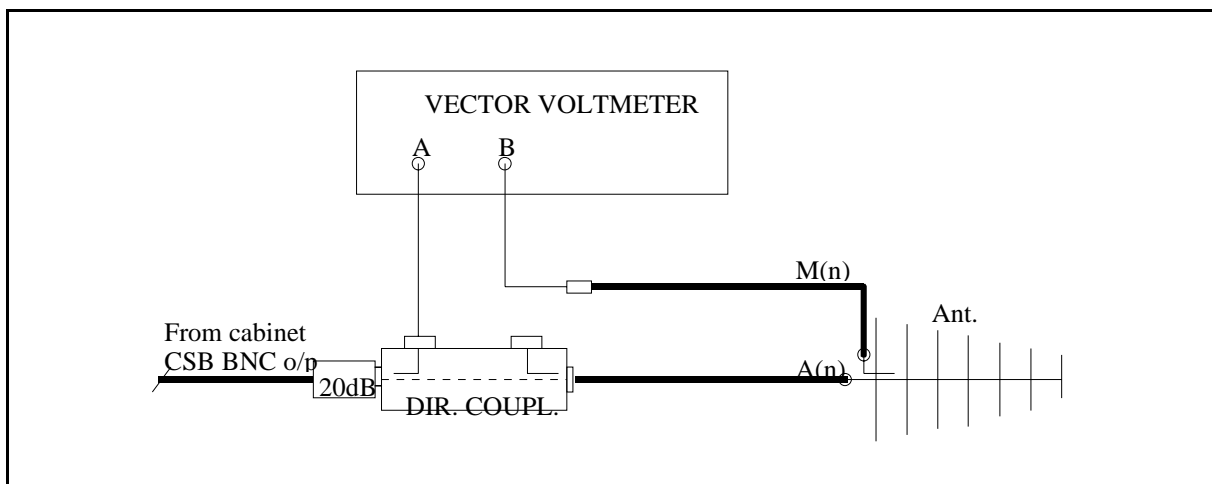 VECTOR VOLTMETER
A
B
M(n)
Ant.
From cabinet
CSB BNC o/p
20dB
A(n)
DIR. COUPL.